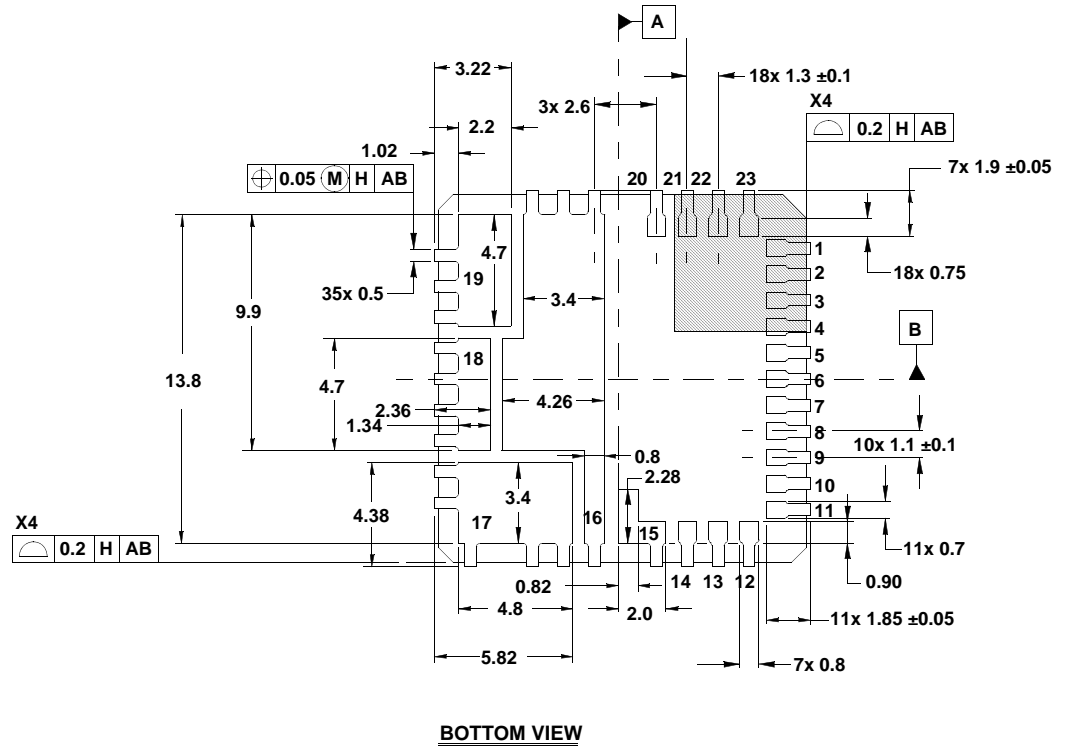 A
3.22
18x 1.3 ±0.1
X4
3x 2.6
2.2
0.2 H AB
1.02
7x 1.9 ±0.05
0.05 M H AB
20 21 22 23
4.7
1
19
2
18x 0.75
35x 0.5
3.4
3
9.9
4
B
18
5
13.8
6
4.7
4.26
2.36
7
1.34
8
10x 1.1 ±0.1
0.8
9
2.28
10
3.4
4.38
11
X4
17
16
15
0.2 H AB
11x 0.7
14 13 12
0.90
0.82
4.8
2.0
11x 1.85 ±0.05
5.82
7x 0.8
BOTTOM VIEW